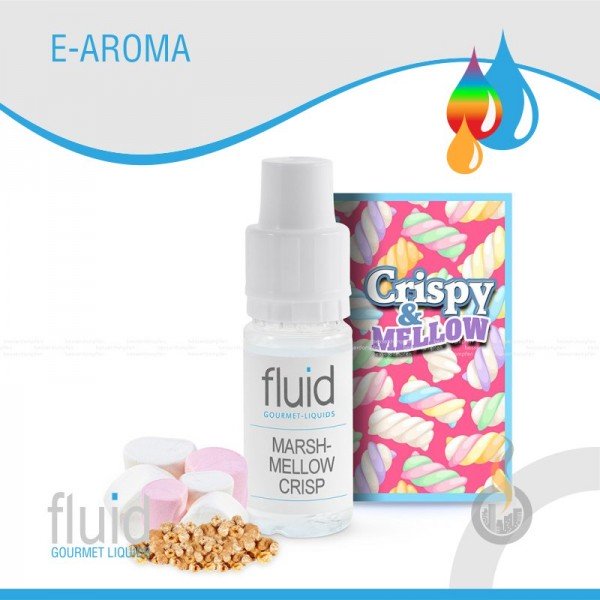 E-AROMA
Crispy
&
MELLOW
fluid
GOURMET-LIQUIDS
MARSH-
MELLOW
CRISP
fluid
GOURMET LIQUIDS